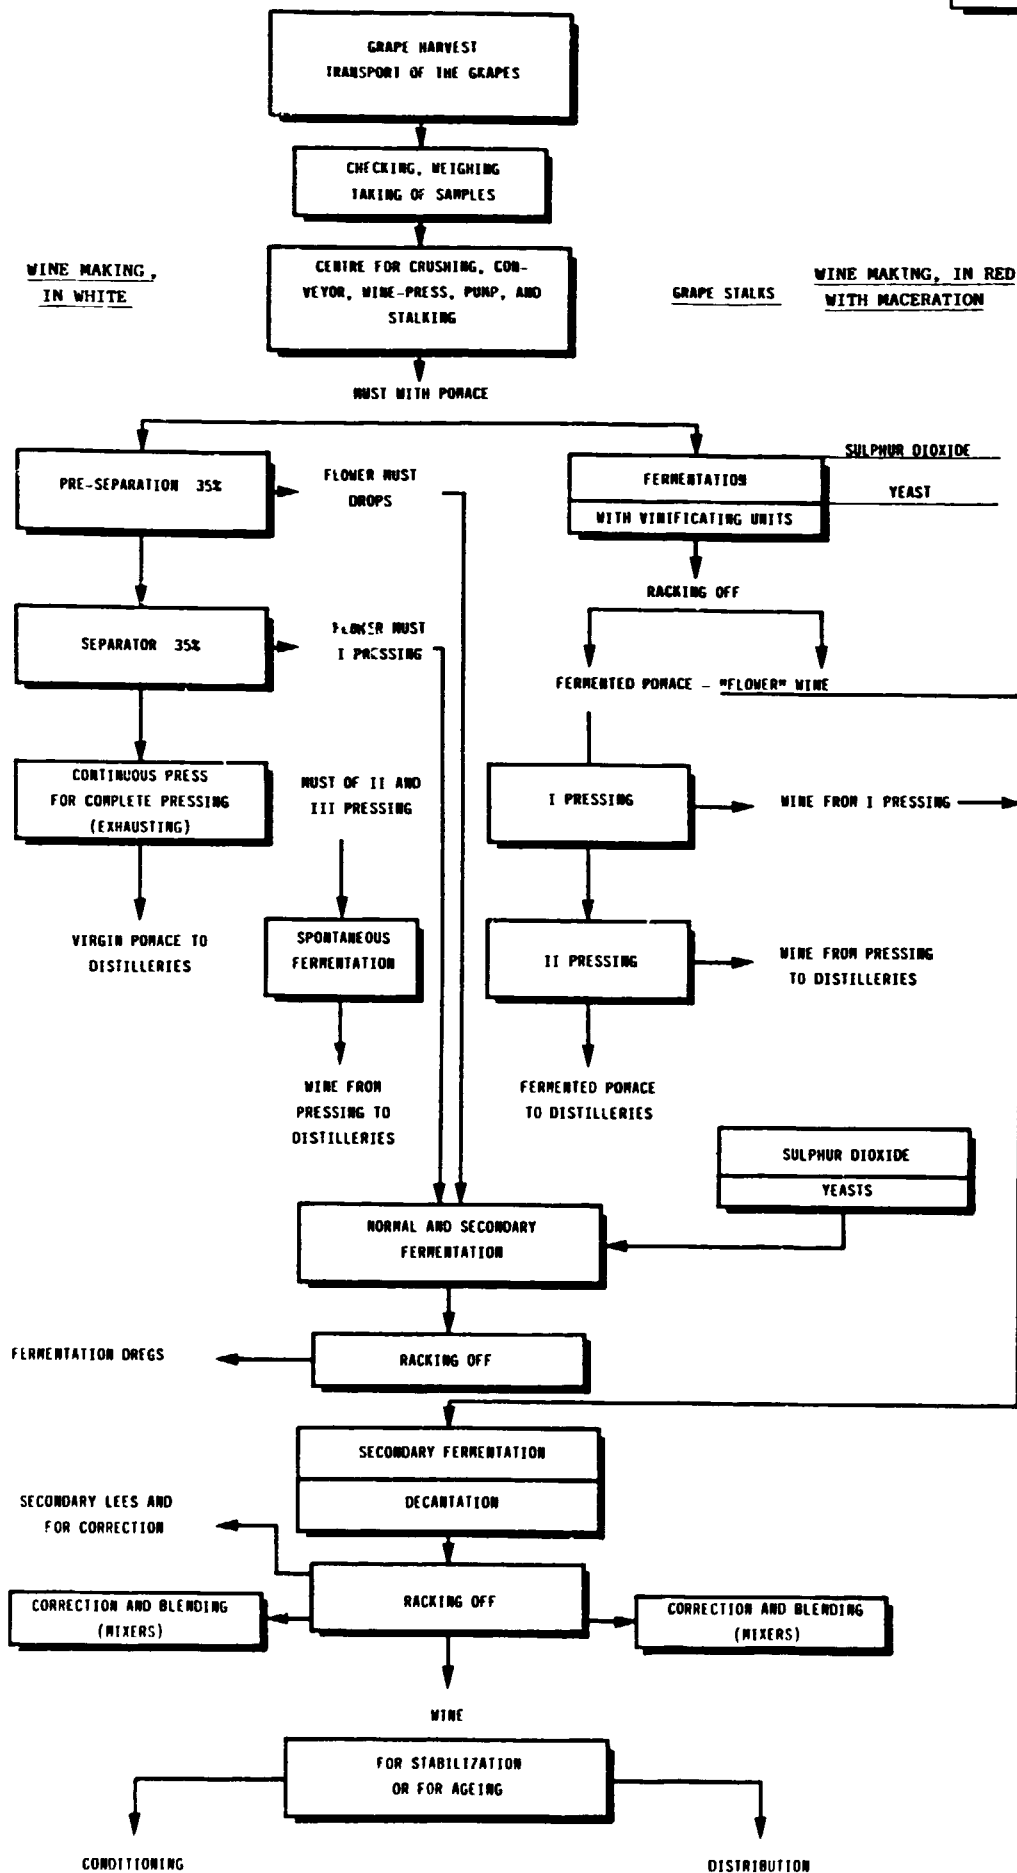 GRAPE HARVEST
TRANSPORT OF THE GRAPES
CHECKING, WEIGHING
TAKING OF SAMPLES
CENTRE FOR CRUSHING, CON-
VEYOR, WINE-PRESS, PUMP, AND
STALKING
WINE MAKING,
IN WHITE
GRAPE STALKS
WINE MAKING, IN RED
WITH MACERATION
MUST WITH POMACE
PRE-SEPARATION 35%
FLOWER MUST
DROPS
FERMENTATION
WITH VINIFICATING UNITS
SULPHUR DIOXIDE
YEAST
RACKING OFF
SEPARATOR 35%
FLOWER MUST
I PRESSING
FERMENTED POMACE - "FLOWER" WINE
CONTINUOUS PRESS
FOR COMPLETE PRESSING
(EXHAUSTING)
MUST OF II AND
III PRESSING
I PRESSING
WINE FROM I PRESSING
VIRGIN POMACE TO
DISTILLERIES
SPONTANEOUS
FERMENTATION
II PRESSING
WINE FROM PRESSING
TO DISTILLERIES
WINE FROM
PRESSING TO
DISTILLERIES
FERMENTED POMACE
TO DISTILLERIES
SULPHUR DIOXIDE
YEASTS
NORMAL AND SECONDARY
FERMENTATION
FERMENTATION DREGS
RACKING OFF
SECONDARY FERMENTATION
DECANTATION
SECONDARY LEES AND
FOR CORRECTION
RACKING OFF
CORRECTION AND BLENDING
(MIXERS)
CORRECTION AND BLENDING
(MIXERS)
WINE
FOR STABILIZATION
OR FOR AGEING
CONDITIONING
DISTRIBUTION